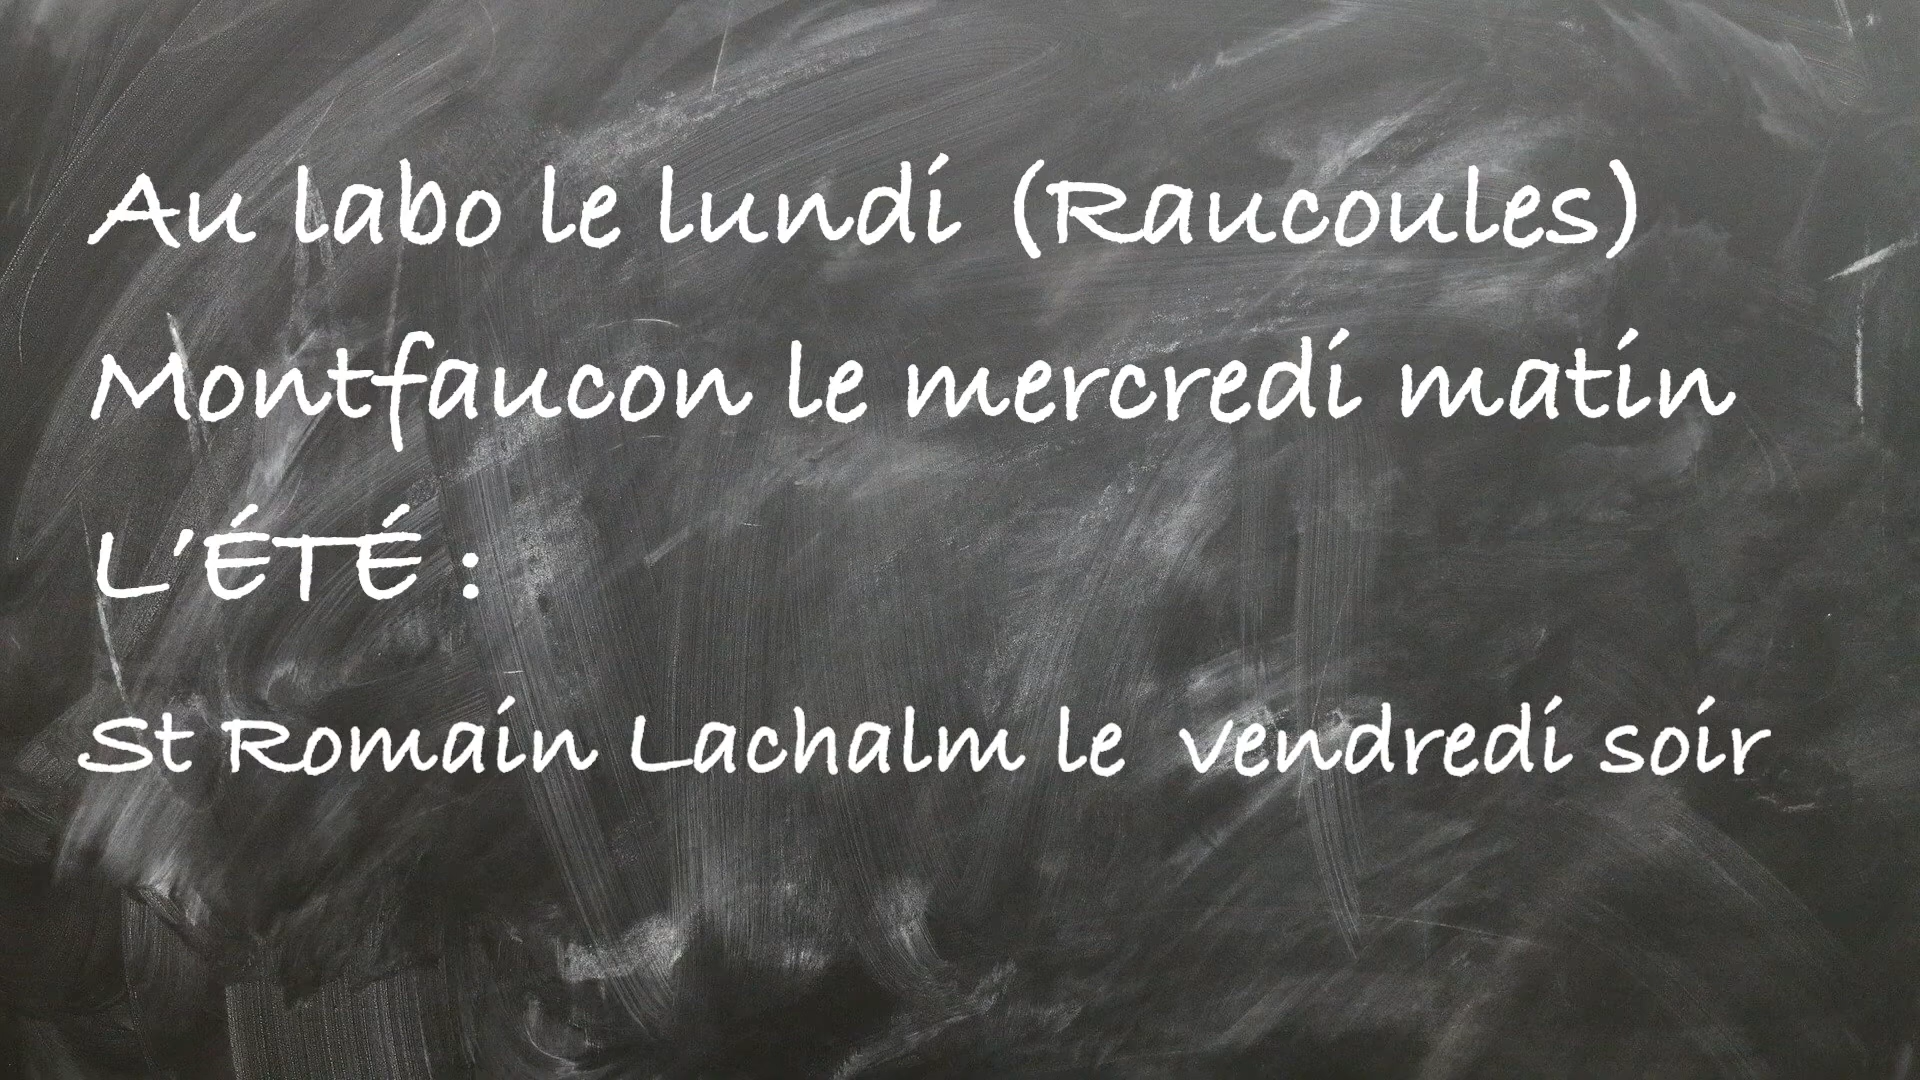 Au labo le lundi (Raucoules)
Montfaucon le mercredi matin
L'ÉTÉ :
St Romain Lachalm le vendredi soir